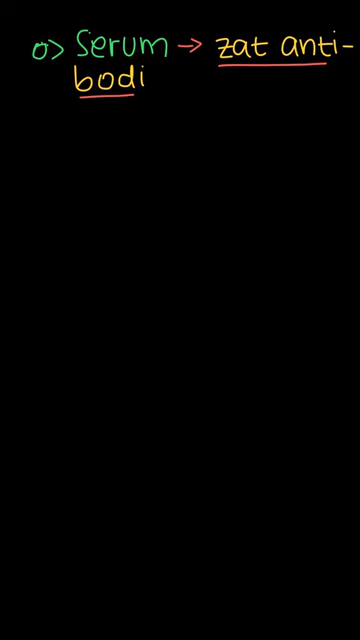 o> Serum → zat anti-
bodi